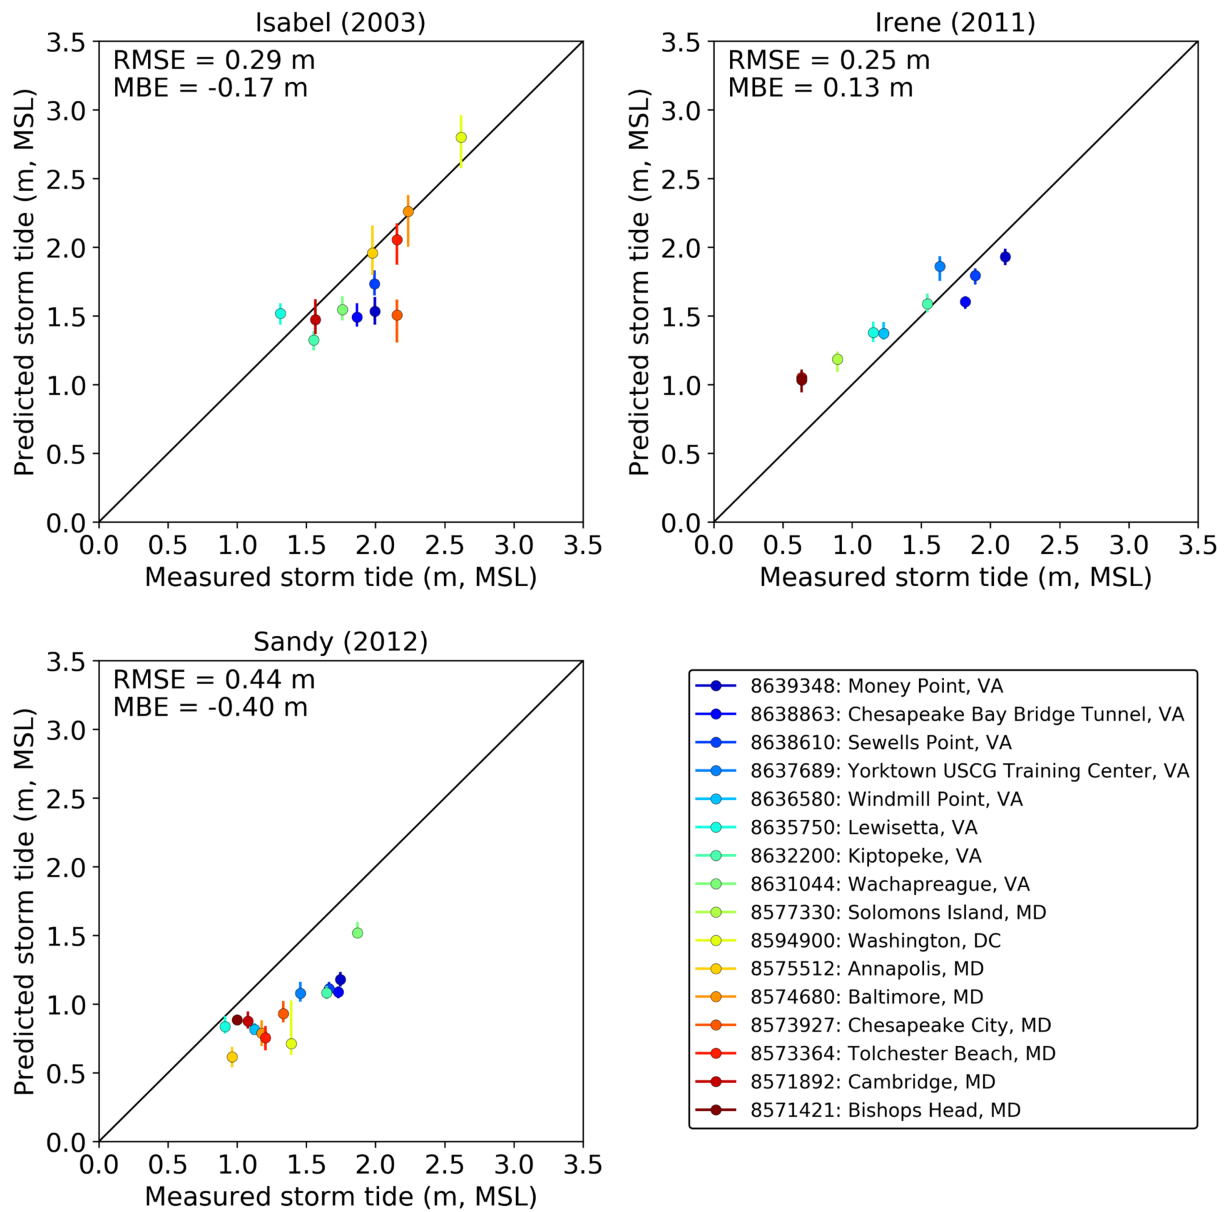 Isabel (2003)
RMSE = 0.29 m
MBE = -0.17 m
3.5
3.0
2.5
2.0
1.5
1.0
0.5
0.0
Predicted storm tide (m, MSL)
0.0 0.5 1.0 1.5 2.0 2.5 3.0 3.5
Measured storm tide (m, MSL)
Irene (2011)
RMSE = 0.25 m
MBE = 0.13 m
3.5
3.0
2.5
2.0
1.5
1.0
0.5
0.0
Predicted storm tide (m, MSL)
0.0 0.5 1.0 1.5 2.0 2.5 3.0 3.5
Measured storm tide (m, MSL)
Sandy (2012)
RMSE = 0.44 m
MBE = -0.40 m
3.5
3.0
2.5
2.0
1.5
1.0
0.5
0.0
Predicted storm tide (m, MSL)
0.0 0.5 1.0 1.5 2.0 2.5 3.0 3.5
Measured storm tide (m, MSL)
8639348: Money Point, VA
8638863: Chesapeake Bay Bridge Tunnel, VA
8638610: Sewells Point, VA
8637689: Yorktown USCG Training Center, VA
8636580: Windmill Point, VA
8635750: Lewisetta, VA
8632200: Kiptopeke, VA
8631044: Wachapreague, VA
8577330: Solomons Island, MD
8594900: Washington, DC
8575512: Annapolis, MD
8574680: Baltimore, MD
8573927: Chesapeake City, MD
8573364: Tolchester Beach, MD
8571892: Cambridge, MD
8571421: Bishops Head, MD